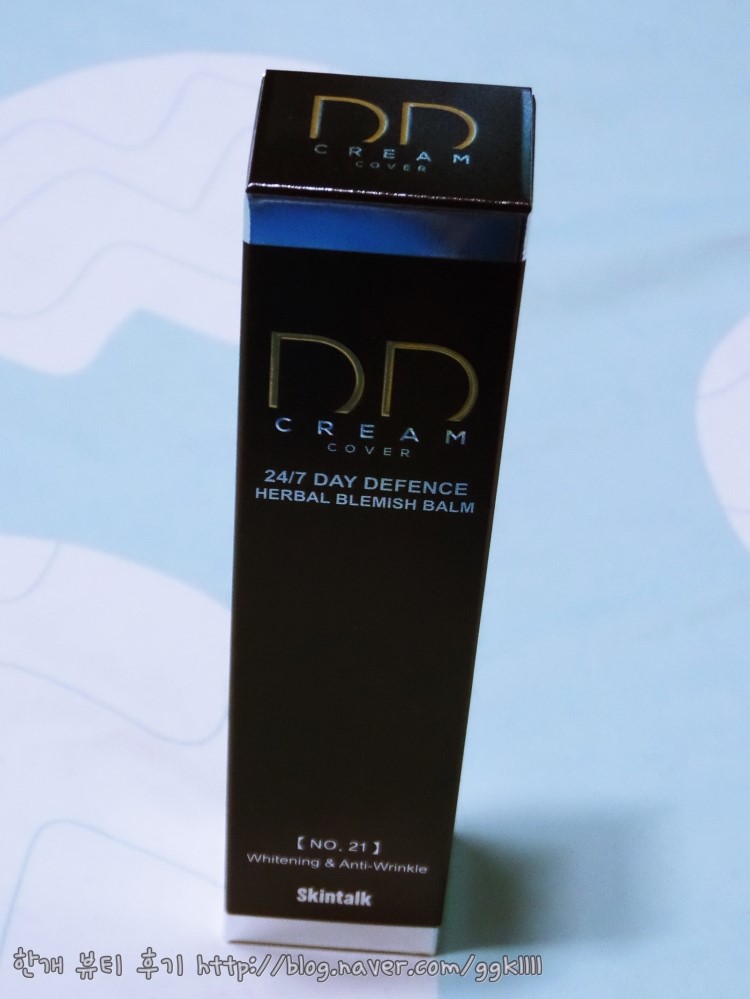 DD
CREAM
COVER
DD
CREAM
COVER
24/7 DAY DEFENCE
HERBAL BLEMISH BALM
【 NO. 21 】
Whitening & Anti-Wrinkle
Skintalk
한개 뷰티 후기 http://blog.naver.com/ggkllll